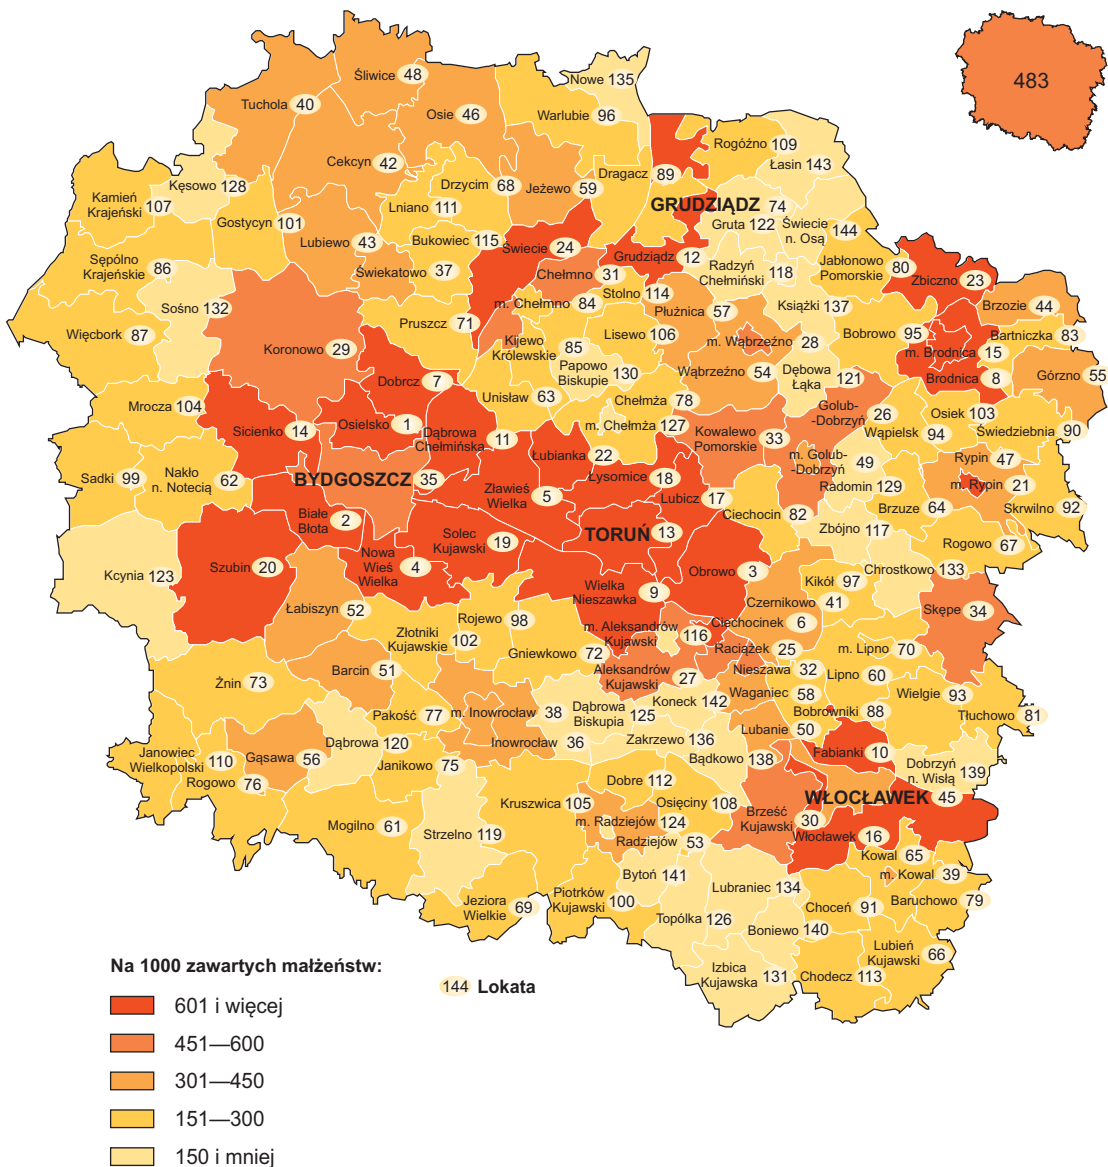 483
Nowe 135
Śliwice 48
Tuchola 40
Osie 46
Warlubie 96
Rogóźno 109
Łasin 143
Cekcyn 42
Dragacz 89
Kęsowo 128
Drzycim 68
Jeżewo 59
Kamień
Krajeński 107
Lniano 111
GRUDZIĄDZ 74
Gostycyn 101
Gruta 122
Świecie
n. Osą 144
Lubiewo 43
Bukowiec 115
Świecie 24
Grudziądz 12
Sępólno
Krajeńskie 86
Świekatowo 37
Chełmno 31
Radzyń
Chełmiński 118
Jabłonowo
Pomorskie 80
Zbiczno 23
Stolno 114
Sośno 132
m. Chełmno 84
Płużnica 57
Książki 137
Brzozie 44
Więcbork 87
Pruszcz 71
Lisewo 106
Bobrowo 95
Bartniczka 83
Koronowo 29
Kijewo
Królewskie 85
m. Wąbrzeźno 28
m. Brodnica 15
Papowo
Biskupie 130
Wąbrzeźno 54
Dębowa
Łąka 121
Brodnica 8
Górzno 55
Dobrcz 7
Mrocza 104
Unisław 63
Chełmża 78
Golub-
-Dobrzyń 26
Osiek 103
Sicienko 14
Osielsko 1
Dąbrowa
Chełmińska 11
m. Chełmża 127
Kowalewo
Pomorskie 33
Wąpielsk 94
Świedziebnia 90
Łubianka 22
m. Golub-
-Dobrzyń 49
Rypin 47
Sadki 99
Nakło
n. Notecią 62
BYDGOSZCZ 35
Łysomice 18
Radomin 129
m. Rypin 21
Zławieś
Wielka 5
Lubicz 17
Ciechocin 82
Brzuze 64
Skrwilno 92
Białe
Błota 2
Solec
Kujawski 19
TORUŃ 13
Zbójno 117
Rogowo 67
Kcynia 123
Szubin 20
Nowa
Wieś
Wielka 4
Obrowo 3
Kikół 97
Chrostkowo 133
Wielka
Nieszawka 9
Czernikowo 41
Skępe 34
Łabiszyn 52
Rojewo 98
Ciechocinek 6
Złotniki
Kujawskie 102
m. Aleksandrów
Kujawski 116
Gniewkowo 72
Raciążek 25
m. Lipno 70
Barcin 51
Aleksandrów
Kujawski 27
Nieszawa 32
Lipno 60
Żnin 73
Waganiec 58
Wielgie 93
Pakość 77
m. Inowrocław 38
Dąbrowa
Biskupia 125
Koneck 142
Bobrowniki 88
Tłuchowo 81
Inowrocław 36
Zakrzewo 136
Lubanie 50
Janowiec
Wielkopolski 110
Gąsawa 56
Dąbrowa 120
Bądkowo 138
Fabianki 10
Rogowo 76
Janikowo 75
Dobre 112
Dobrzyń
n. Wisłą 139
Kruszwica 105
Osięciny 108
WŁOCŁAWEK 45
Brześć
Kujawski 30
m. Radziejów 124
Mogilno 61
Strzelno 119
Radziejów 53
Włocławek 16
Kowal 65
Bytoń 141
m. Kowal 39
Lubraniec 134
Jeziora
Wielkie 69
Piotrków
Kujawski 100
Choceń 91
Baruchowo 79
Topólka 126
Boniewo 140
Lubień
Kujawski 66
Izbica
Kujawska 131
Chodecz 113
Na 1000 zawartych małżeństw:
144 Lokata
601 i więcej
451—600
301—450
151—300
150 i mniej